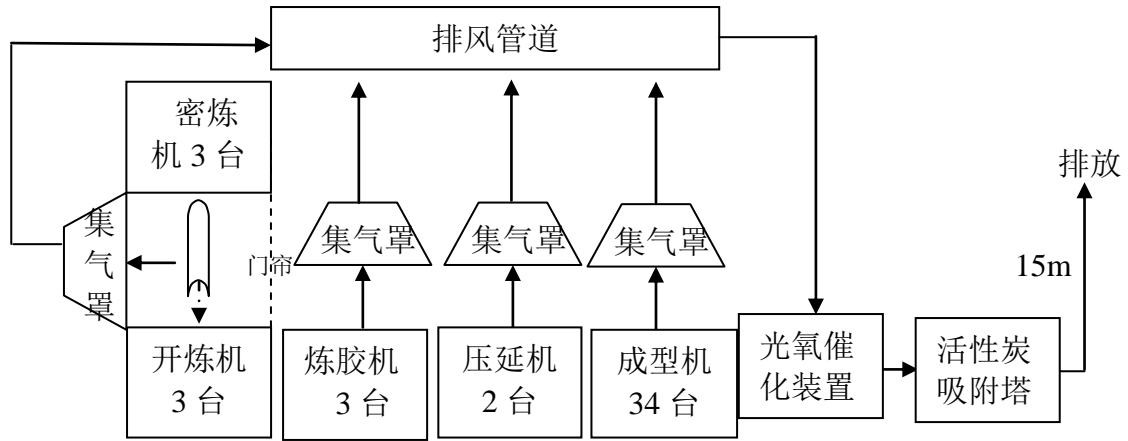 排风管道
密炼
机 3 台
排放
集
气
罩
门帘
集气罩
集气罩
集气罩
15m
开炼机
3 台
炼胶机
3 台
压延机
2 台
成型机
34 台
光氧催
化装置
活性炭
吸附塔